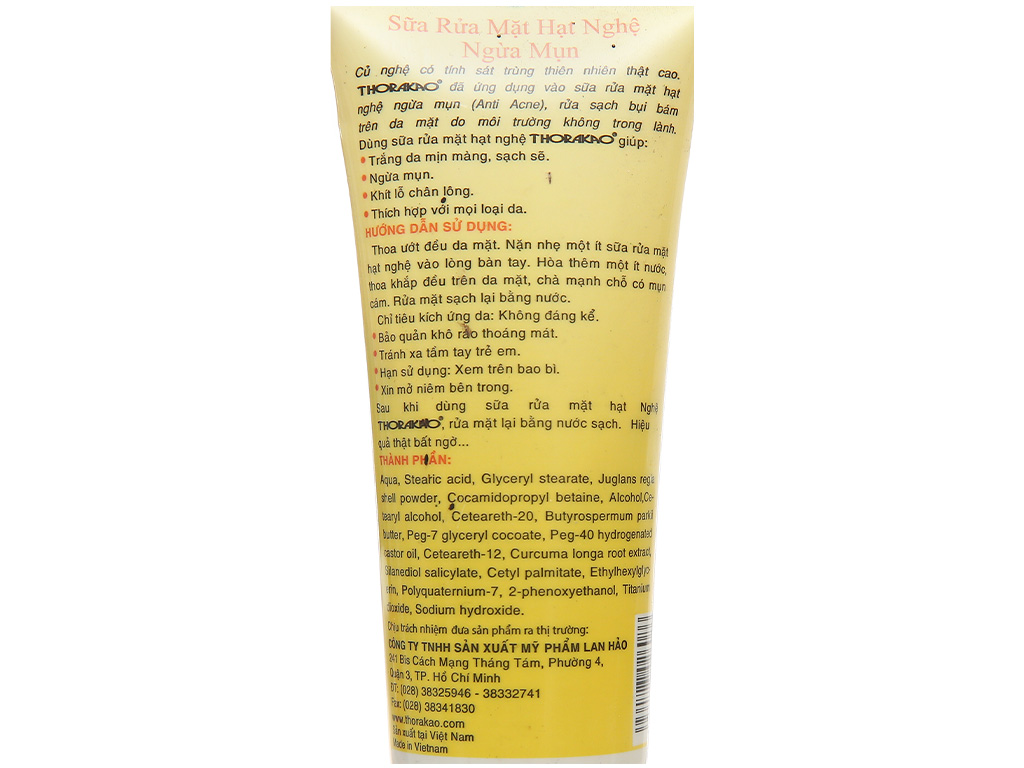 Sữa Rửa Mặt Hạt Nghệ
Ngừa Mụn
Củ nghệ có tính sát trùng thiên nhiên thật cao.
THORAKAO® đã ứng dụng vào sữa rửa mặt hạt
nghệ ngừa mụn (Anti Acne), rửa sạch bụi bám
trên da mặt do môi trường không trong lành.
Dùng sữa rửa mặt hạt nghệ THORAKAO® giúp:
• Trắng da mịn màng, sạch sẽ.
• Ngừa mụn.
• Khít lỗ chân lông.
• Thích hợp với mọi loại da.
HƯỚNG DẪN SỬ DỤNG:
Thoa ướt đều da mặt. Nặn nhẹ một ít sữa rửa mặt
hạt nghệ vào lòng bàn tay. Hòa thêm một ít nước,
thoa khắp đều trên da mặt, chà mạnh chỗ có mụn
cám. Rửa mặt sạch lại bằng nước.
Chỉ tiêu kích ứng da: Không đáng kể.
• Bảo quản khô ráo thoáng mát.
• Tránh xa tầm tay trẻ em.
• Hạn sử dụng: Xem trên bao bì.
• Xin mở niêm bên trong.
Sau khi dùng sữa rửa mặt hạt Nghệ
THORAKAO®, rửa mặt lại bằng nước sạch. Hiệu
quả thật bất ngờ...
THÀNH PHẦN:
Aqua, Stearic acid, Glyceryl stearate, Juglans regia
shell powder, Cocamidopropyl betaine, Alcohol,Ce-
tearyl alcohol, Ceteareth-20, Butyrospermum parkii
butter, Peg-7 glyceryl cocoate, Peg-40 hydrogenated
castor oil, Ceteareth-12, Curcuma longa root extract,
Silanediol salicylate, Cetyl palmitate, Ethylhexylglyc-
erin, Polyquaternium-7, 2-phenoxyethanol, Titanium
dioxide, Sodium hydroxide.
Chịu trách nhiệm đưa sản phẩm ra thị trường:
CÔNG TY TNHH SẢN XUẤT MỸ PHẨM LAN HẢO
241 Bis Cách Mạng Tháng Tám, Phường 4,
Quận 3, TP. Hồ Chí Minh
ĐT: (028) 38325946 - 38332741
Fax: (028) 38341830
www.thorakao.com
Sản xuất tại Việt Nam
Made in Vietnam